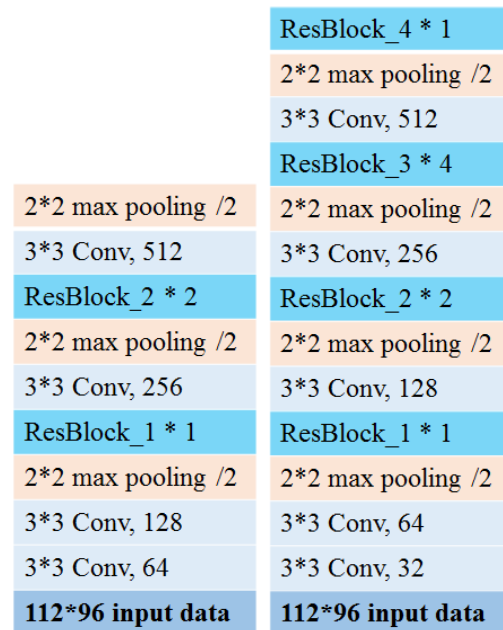 2*2 max pooling /2
3*3 Conv, 512
ResBlock_2 * 2
2*2 max pooling /2
3*3 Conv, 256
ResBlock_1 * 1
2*2 max pooling /2
3*3 Conv, 128
3*3 Conv, 64
112*96 input data
ResBlock_4 * 1
2*2 max pooling /2
3*3 Conv, 512
ResBlock_3 * 4
2*2 max pooling /2
3*3 Conv, 256
ResBlock_2 * 2
2*2 max pooling /2
3*3 Conv, 128
ResBlock_1 * 1
2*2 max pooling /2
3*3 Conv, 64
3*3 Conv, 32
112*96 input data